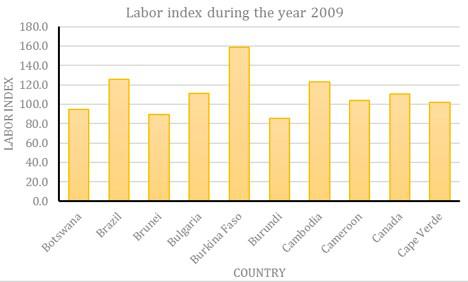 Labor index during the year 2009
LABOR INDEX
180.0
160.0
140.0
120.0
100.0
80.0
60.0
40.0
20.0
0.0
Botswana
Brazil
Brunei
Bulgaria
Burkina Faso
Burundi
Cambodia
Cameroon
Canada
Cape Verde
COUNTRY